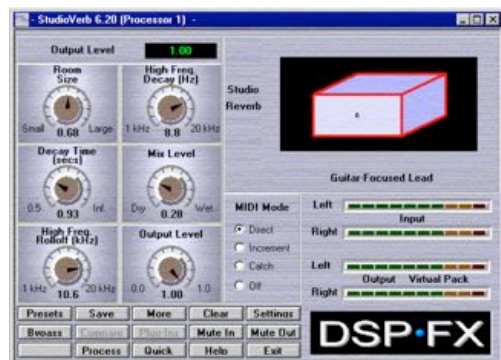 - StudioVerb 6.20 (Processor 1) -
Output Level 1.00
Room Size
Small 0.68 Large
High Freq. Decay (Hz)
1 kHz 8.8 20 kHz
Decay Time (secs)
0.5 0.93 Inf.
Mix Level
Dry 0.28 Wet
High Freq. Rolloff (kHz)
1 kHz 10.6 20 kHz
Output Level
0.0 1.00 1.0
Studio Reverb
Guitar-Focused Lead
MIDI Mode
Direct
Increment
Catch
Off
Left
Input
Right
Left
Output Virtual Pack
Right
Presets Save More Clear Settings
Bypass Compare Plug-Ins Mute In Mute Out
Process Quick Help Exit
DSP·FX